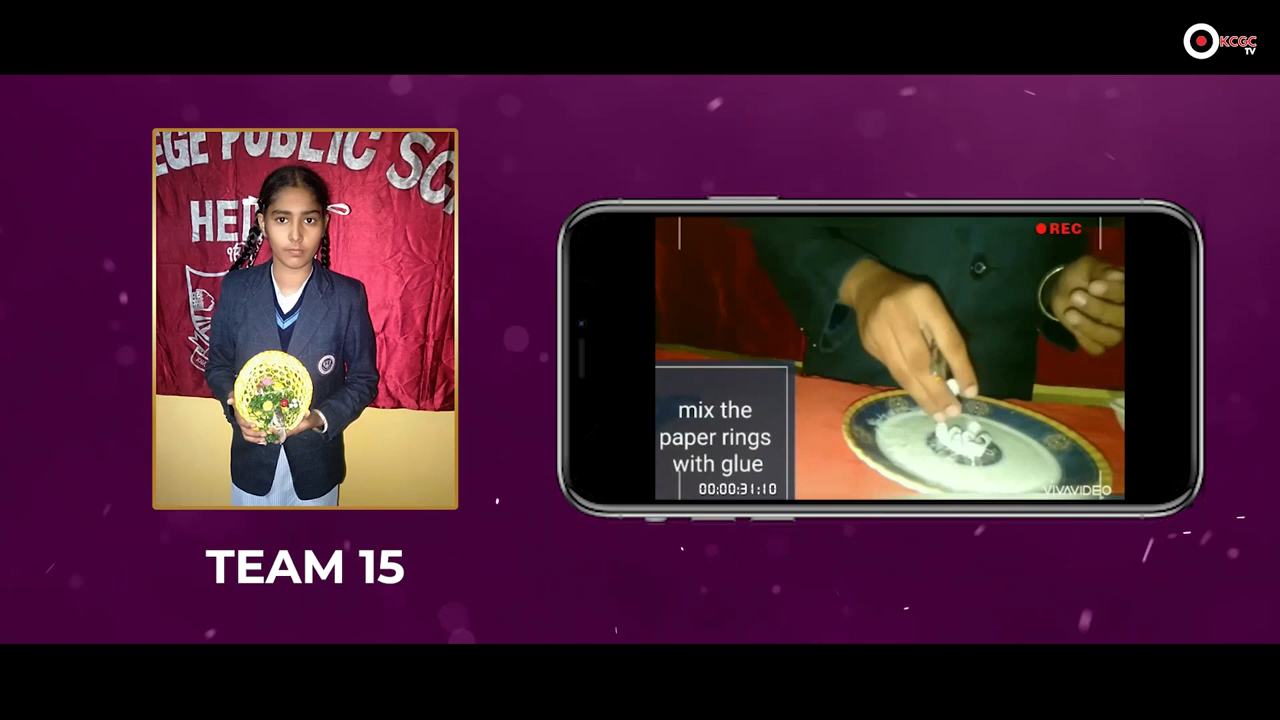 KCGC
TV
EGE PUBLIC SC
HE
REC
mix the
paper rings
with glue
00:00:31:10
VIVAVIDEO
TEAM 15